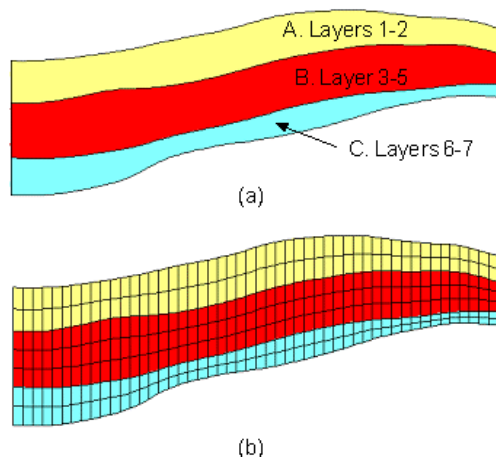 A. Layers 1-2
B. Layer 3-5
C. Layers 6-7
(a)
(b)